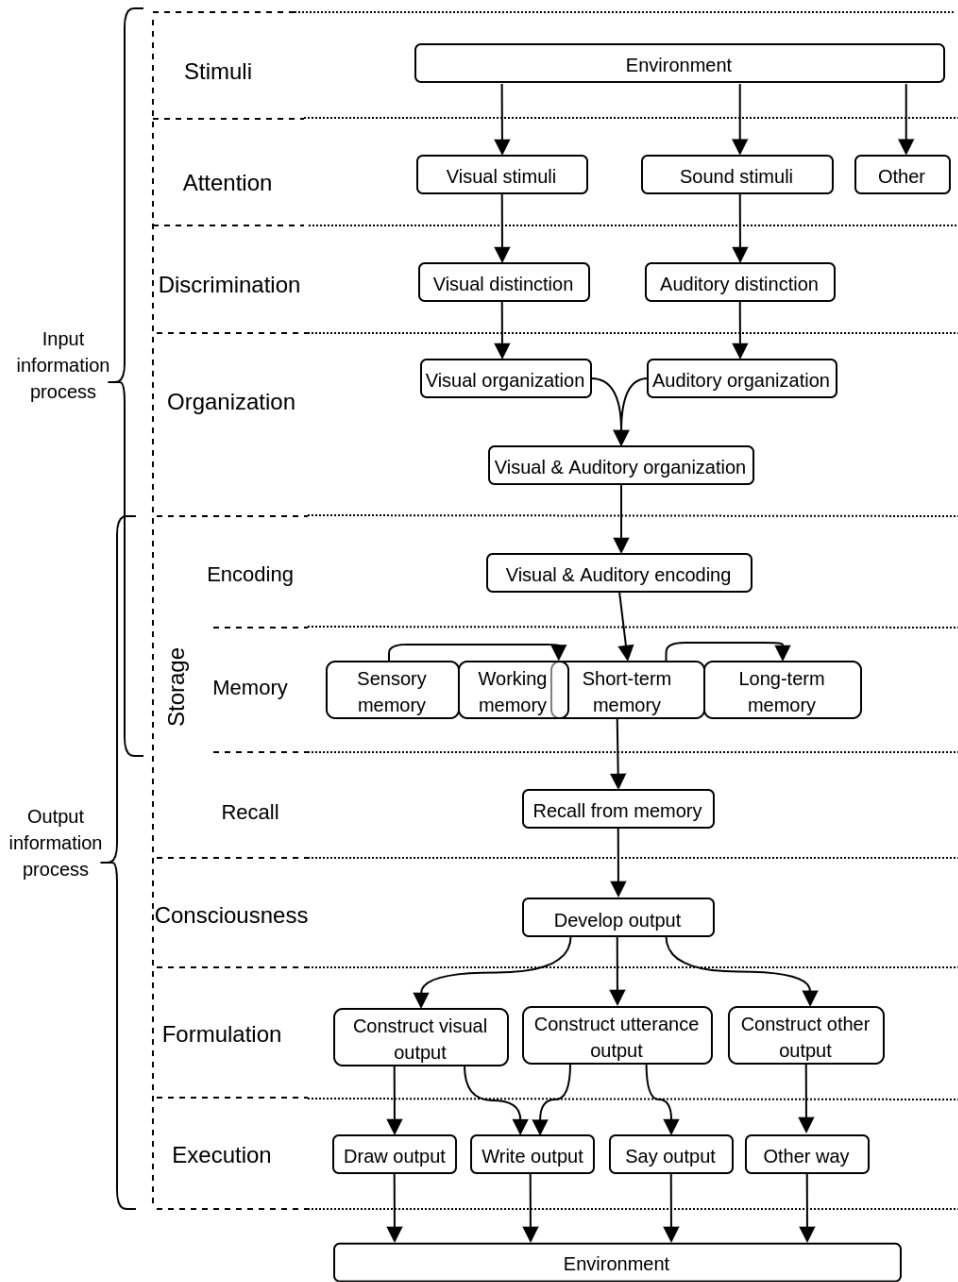 Stimuli
Environment
Attention
Visual stimuli
Sound stimuli
Other
Discrimination
Visual distinction
Auditory distinction
Input
information
process
Organization
Visual organization
Auditory organization
Visual & Auditory organization
Storage
Encoding
Visual & Auditory encoding
Memory
Sensory
memory
Working
memory
Short-term
memory
Long-term
memory
Recall
Recall from memory
Output
information
process
Consciousness
Develop output
Formulation
Construct visual
output
Construct utterance
output
Construct other
output
Execution
Draw output
Write output
Say output
Other way
Environment